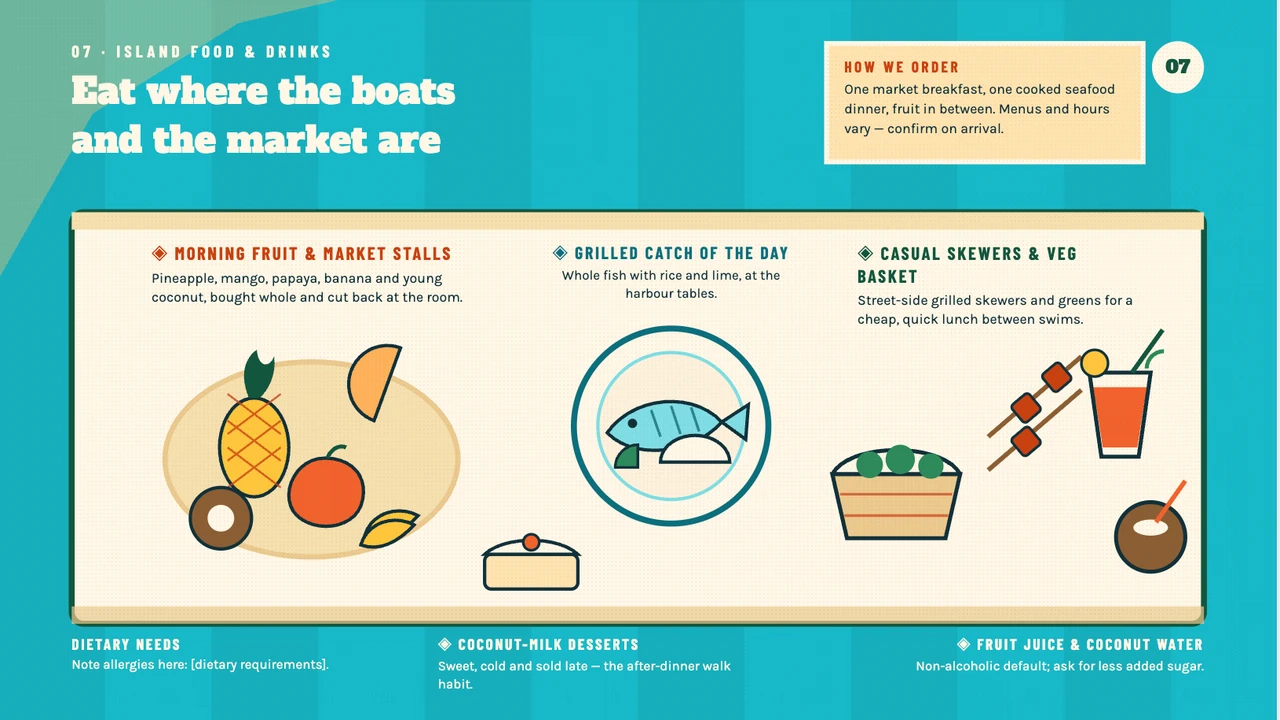 07 · ISLAND FOOD & DRINKS
Eat where the boats
and the market are
HOW WE ORDER
One market breakfast, one cooked seafood
dinner, fruit in between. Menus and hours
vary — confirm on arrival.
07
MORNING FRUIT & MARKET STALLS
Pineapple, mango, papaya, banana and young
coconut, bought whole and cut back at the room.
GRILLED CATCH OF THE DAY
Whole fish with rice and lime, at the
harbour tables.
CASUAL SKEWERS & VEG
BASKET
Street-side grilled skewers and greens for a
cheap, quick lunch between swims.
DIETARY NEEDS
Note allergies here: [dietary requirements].
COCONUT-MILK DESSERTS
Sweet, cold and sold late — the after-dinner walk
habit.
FRUIT JUICE & COCONUT WATER
Non-alcoholic default; ask for less added sugar.